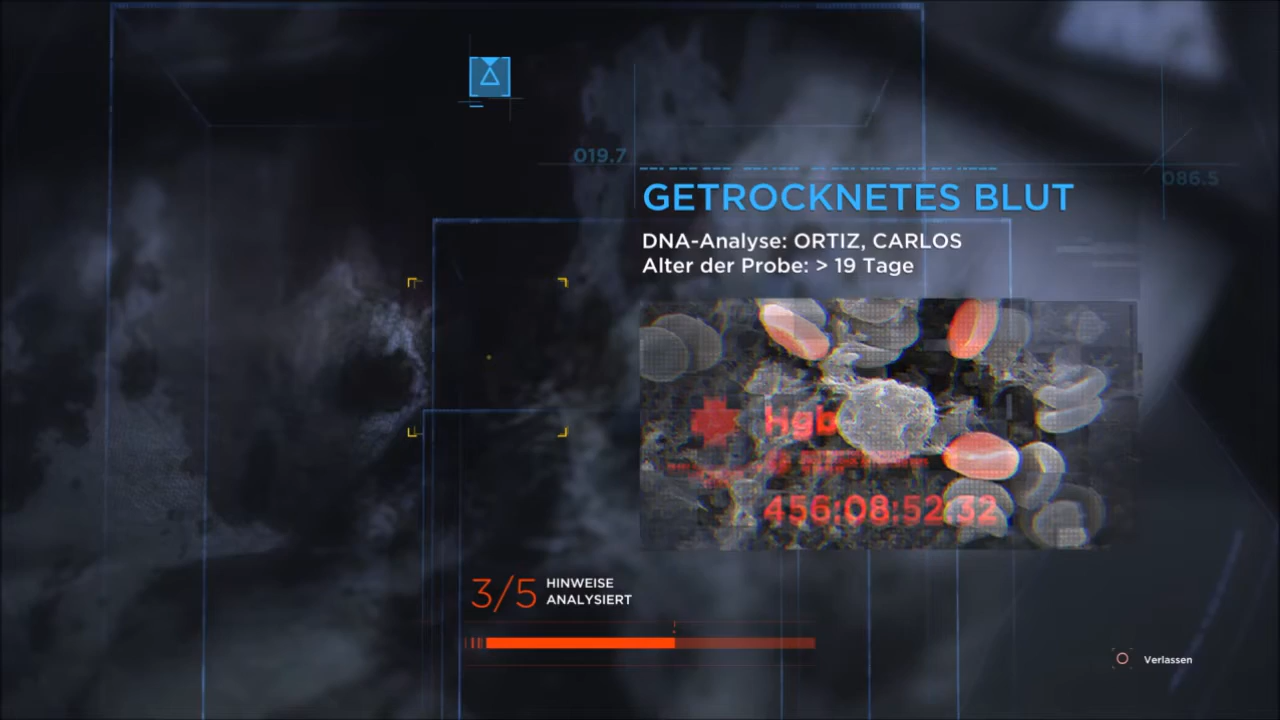 019.7
086.5
GETROCKNETES BLUT
DNA-Analyse: ORTIZ, CARLOS
Alter der Probe: > 19 Tage
Hgb
456:08:52:32
3/5 HINWEISE
ANALYSIERT
Verlassen